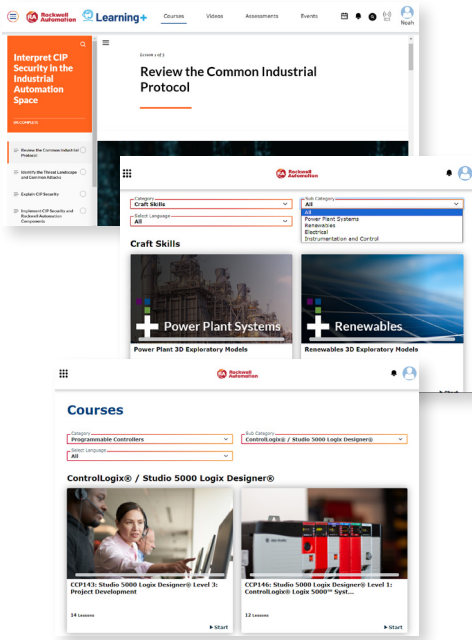 Rockwell
Automation
Learning+
Courses
Videos
Assessments
Events
Noah
Interpret CIP
Security in the
Industrial
Automation
Space
Lesson 1 of 5
Review the Common Industrial
Protocol
Review the Common Industrial
Protocol
Identify the Threat Landscape
and Common Attacks
Explain CIP Security
Implement CIP Security and
Rockwell Automation
Components
Rockwell
Automation
Category
Craft Skills
Sub Category
All
All
Power Plant Systems
Renewables
Electrical
Instrumentation and Control
Select Language
All
Craft Skills
Power Plant Systems
Renewables
Power Plant 3D Exploratory Models
Renewables 3D Exploratory Models
Rockwell
Automation
Courses
Category
Programmable Controllers
Sub Category
ControlLogix® / Studio 5000 Logix Designer®
Select Language
All
ControlLogix® / Studio 5000 Logix Designer®
CCP143: Studio 5000 Logix Designer® Level 3:
Project Development
CCP146: Studio 5000 Logix Designer® Level 1:
ControlLogix® Logix 5000™ Syst...
14 Lessons
12 Lessons
Start
Start